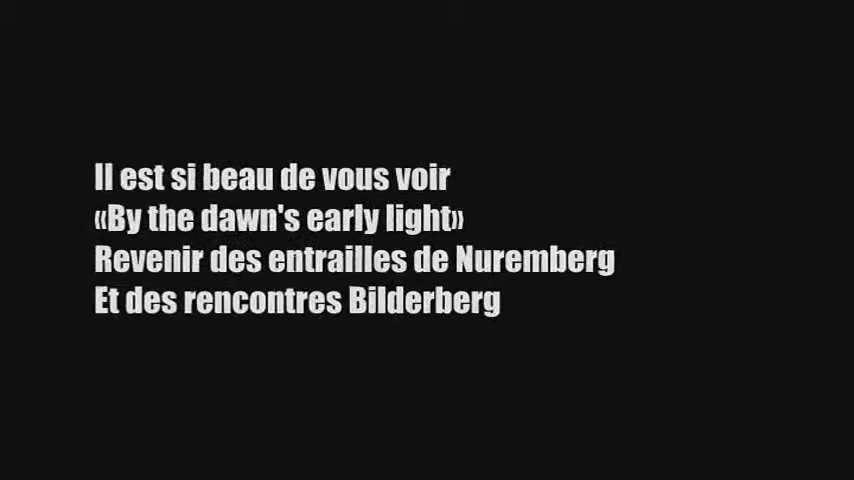 Il est si beau de vous voir
«By the dawn's early light»
Revenir des entrailles de Nuremberg
Et des rencontres Bilderberg